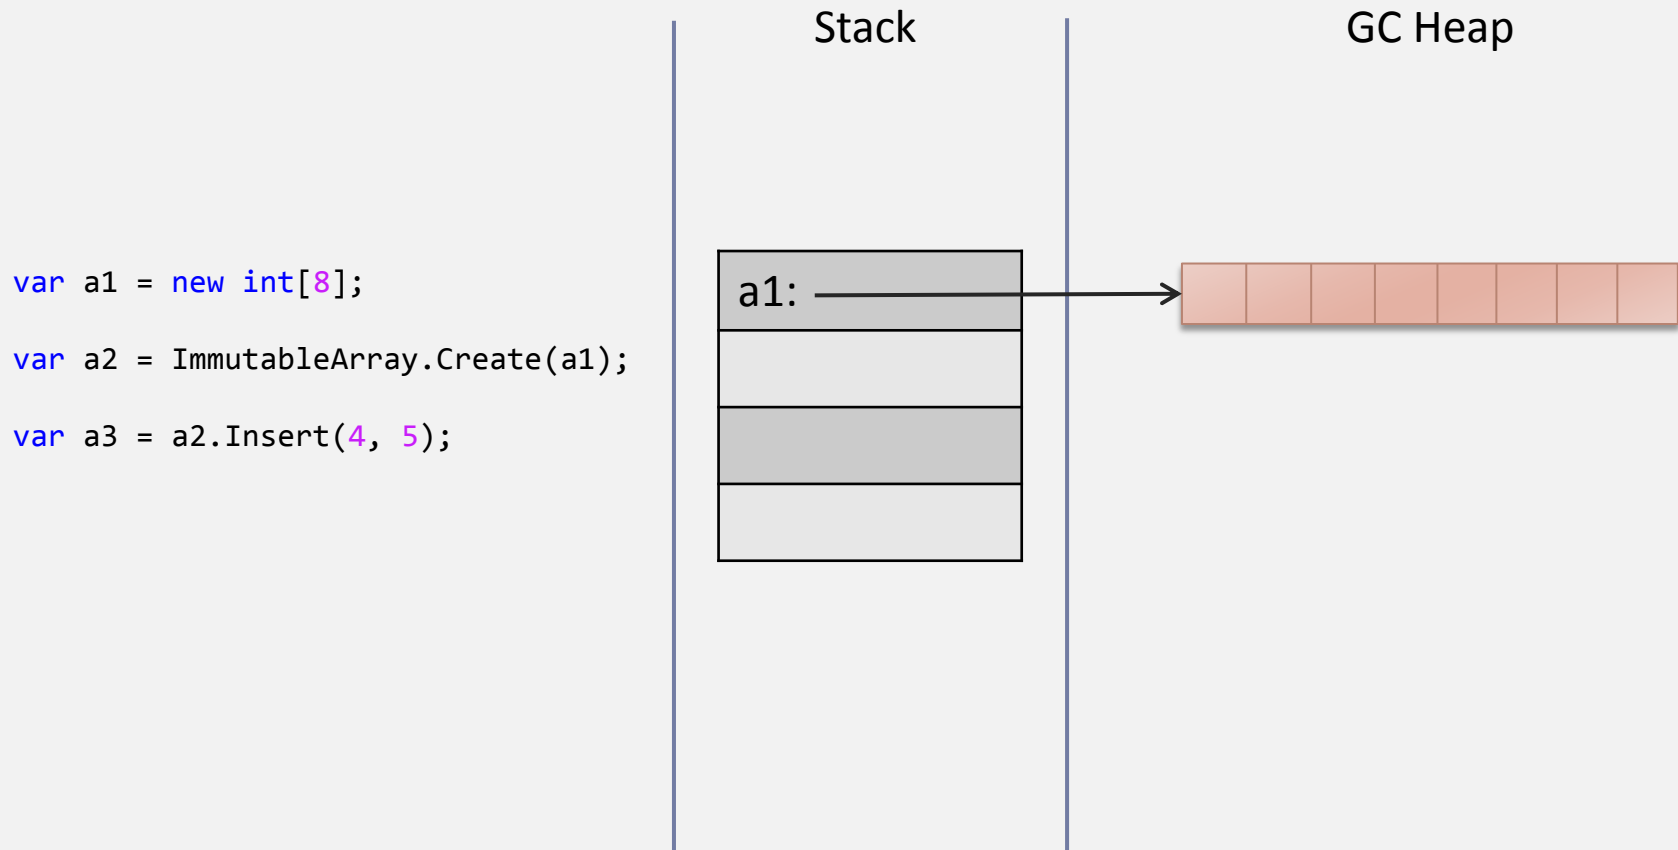 Stack
GC Heap
var a1 = new int[8];
var a2 = ImmutableArray.Create(a1);
var a3 = a2.Insert(4, 5);
a1: